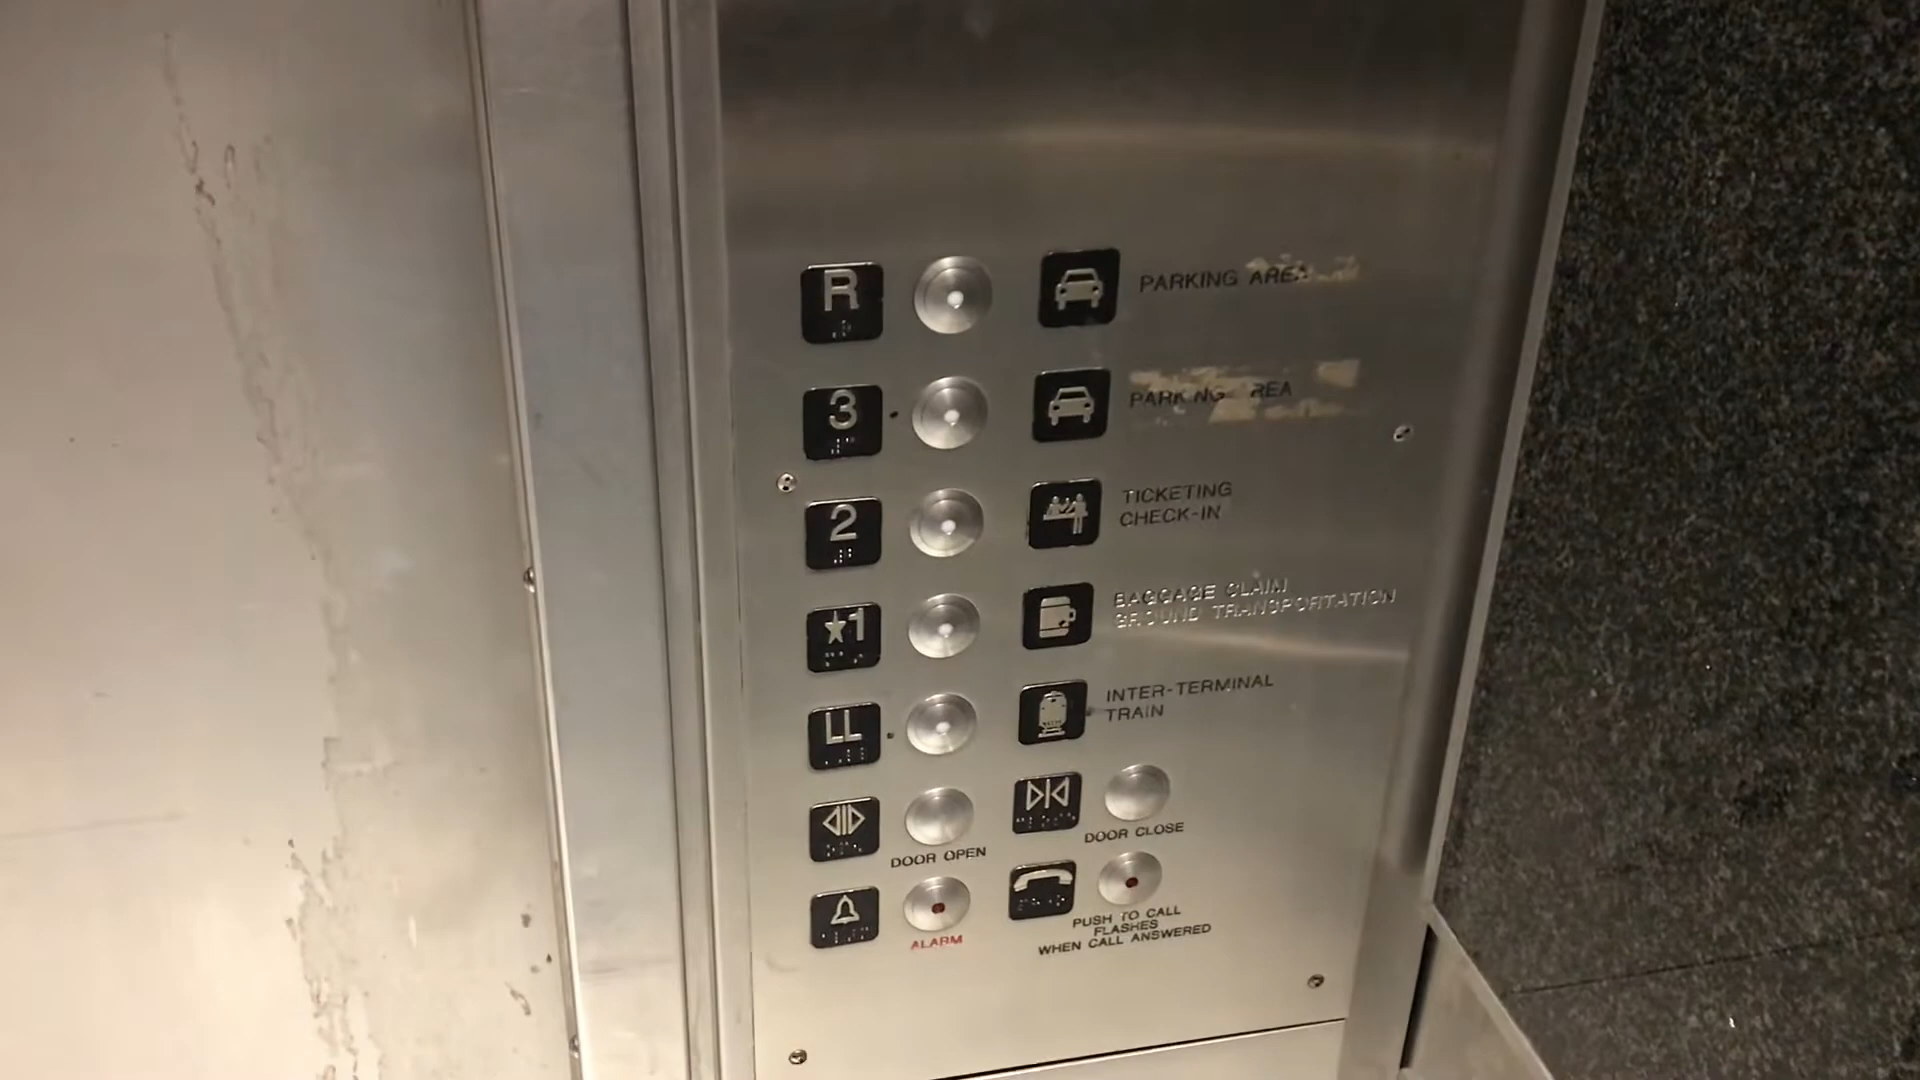 R PARKING AREA
3 PARKING AREA
2 TICKETING
CHECK-IN
★1 BAGGAGE CLAIM
GROUND TRANSPORTATION
LL INTER-TERMINAL
TRAIN
DOOR OPEN DOOR CLOSE
ALARM PUSH TO CALL
FLASHES
WHEN CALL ANSWERED